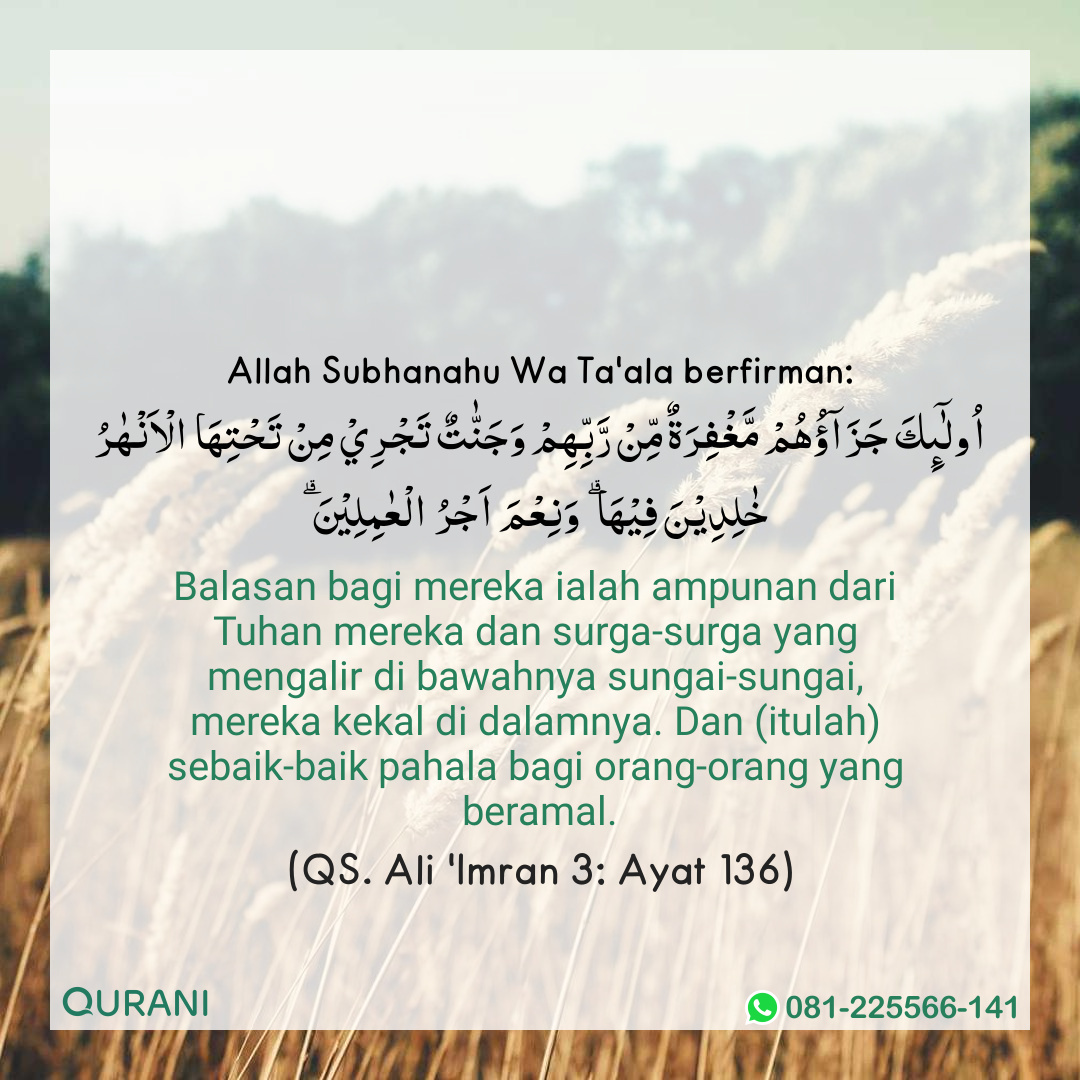 Allah Subhanahu Wa Ta'ala berfirman:
اُولٰٓئِكَ جَزَآؤُهُمْ مَّغْفِرَةٌ مِّنْ رَّبِّهِمْ وَجَنّٰتٌ تَجْرِيْ مِنْ تَحْتِهَا الْاَنْهٰرُ
خٰلِدِيْنَ فِيْهَا ۗ وَنِعْمَ اَجْرُ الْعٰمِلِيْنَ ۗ
Balasan bagi mereka ialah ampunan dari
Tuhan mereka dan surga-surga yang
mengalir di bawahnya sungai-sungai,
mereka kekal di dalamnya. Dan (itulah)
sebaik-baik pahala bagi orang-orang yang
beramal.
(QS. Ali 'Imran 3: Ayat 136)
QURANI
081-225566-141